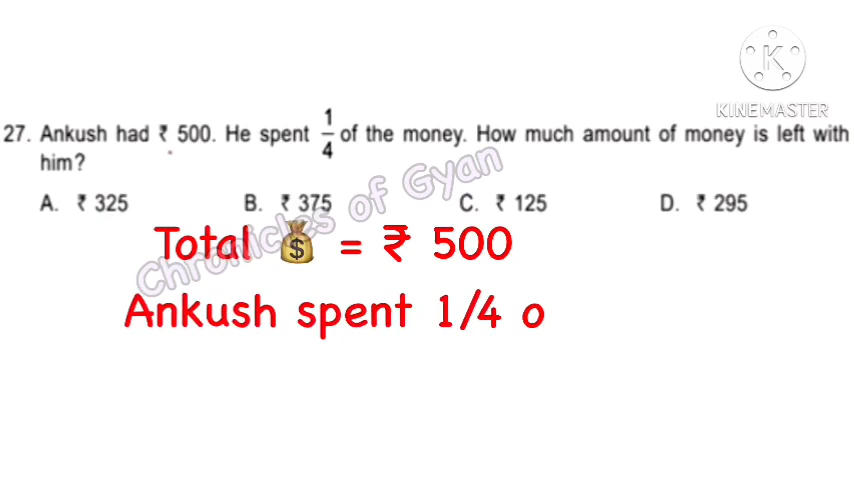 KINEMASTER
27. Ankush had ₹ 500. He spent 1/4 of the money. How much amount of money is left with
him?
A. ₹ 325 B. ₹ 375 C. ₹ 125 D. ₹ 295
Chronicles of Gyan
Total 💰 = ₹ 500
Ankush spent 1/4 o